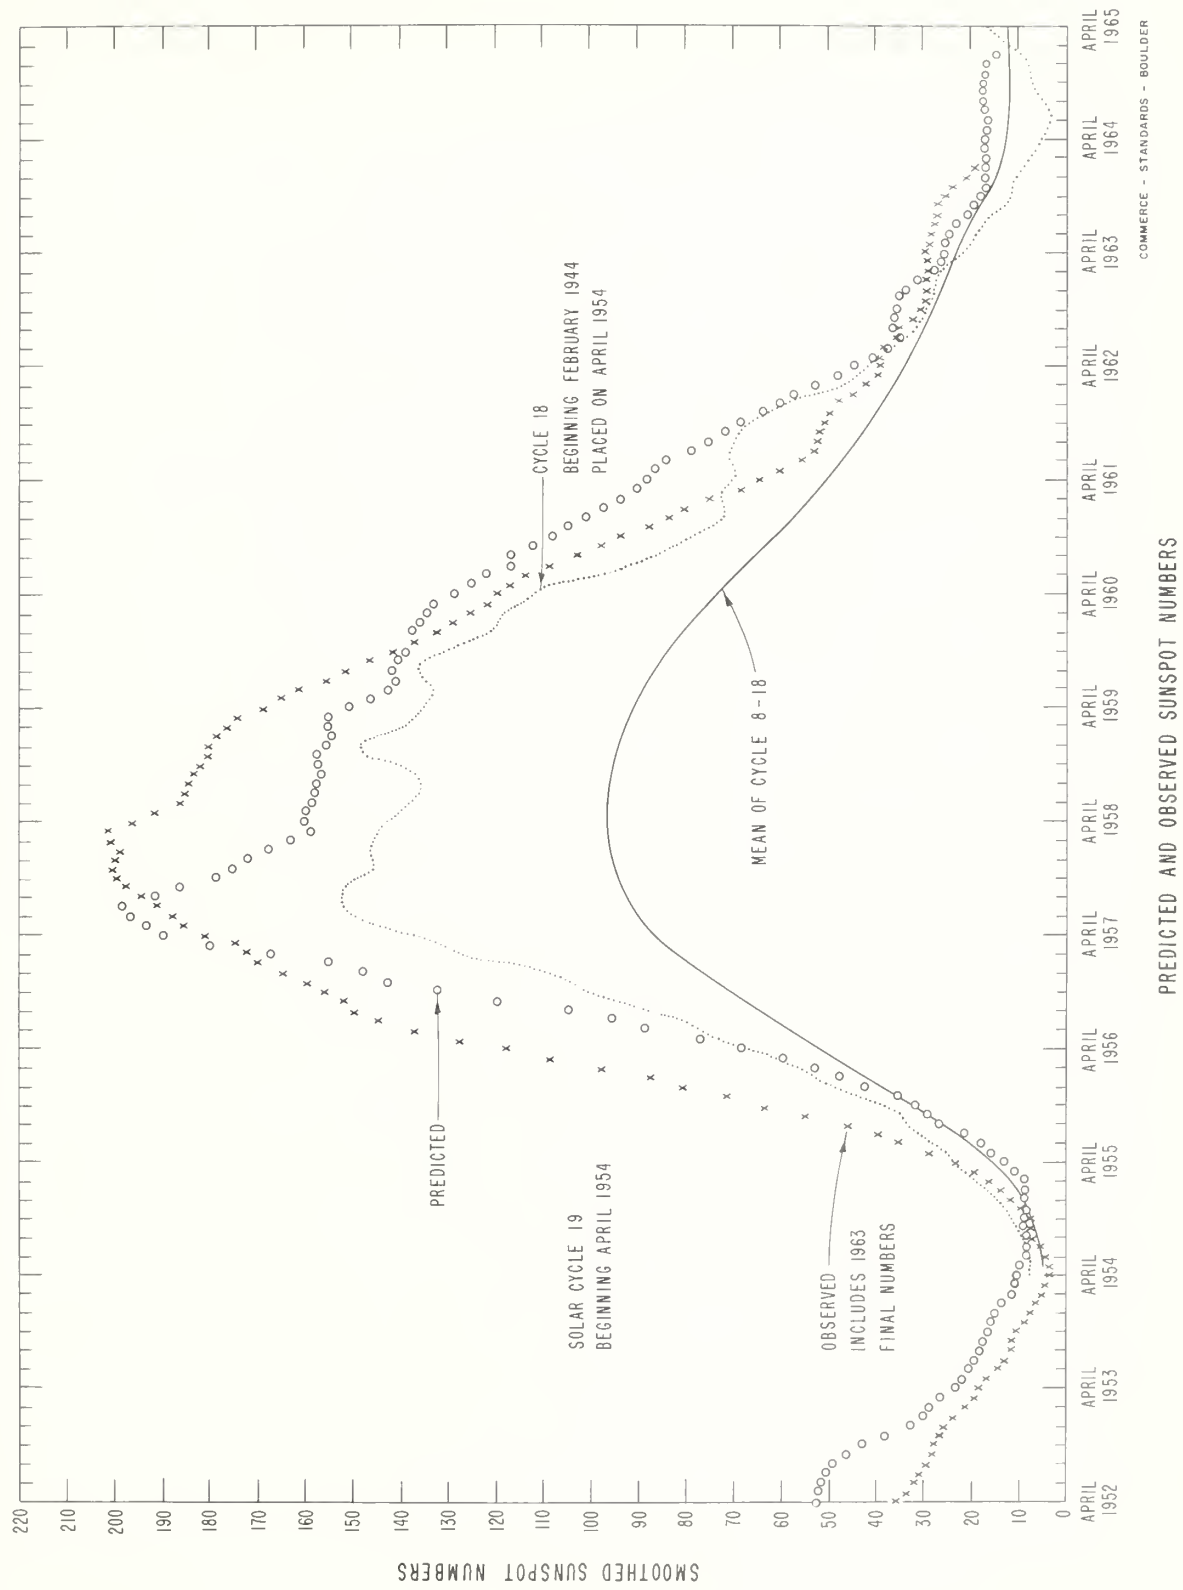 SMOOTHED SUNSPOT NUMBERS
220
210
200
190
180
170
160
150
140
130
120
110
100
90
80
70
60
50
40
30
20
10
0
SOLAR CYCLE 19
BEGINNING APRIL 1954
PREDICTED
OBSERVED
INCLUDES 1963
FINAL NUMBERS
CYCLE 18
BEGINNING FEBRUARY 1944
PLACED ON APRIL 1954
MEAN OF CYCLE 8-18
APRIL
1952
APRIL
1953
APRIL
1954
APRIL
1955
APRIL
1956
APRIL
1957
APRIL
1958
APRIL
1959
APRIL
1960
APRIL
1961
APRIL
1962
APRIL
1963
APRIL
1964
APRIL
1965
COMMERCE - STANDARDS - BOULDER
PREDICTED AND OBSERVED SUNSPOT NUMBERS